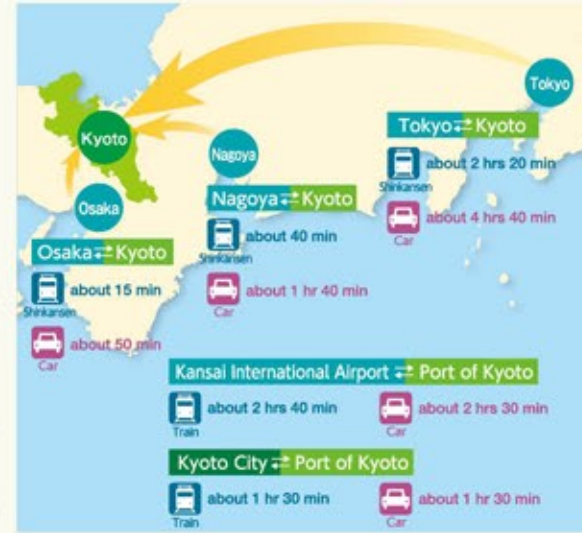 Tokyo
Kyoto
Nagoya
Osaka
Tokyo⇄Kyoto
Shinkansen about 2 hrs 20 min
Car about 4 hrs 40 min
Nagoya⇄Kyoto
Shinkansen about 40 min
Car about 1 hr 40 min
Osaka⇄Kyoto
Shinkansen about 15 min
Car about 50 min
Kansai International Airport ⇄ Port of Kyoto
Train about 2 hrs 40 min
Car about 2 hrs 30 min
Kyoto City ⇄ Port of Kyoto
Train about 1 hr 30 min
Car about 1 hr 30 min